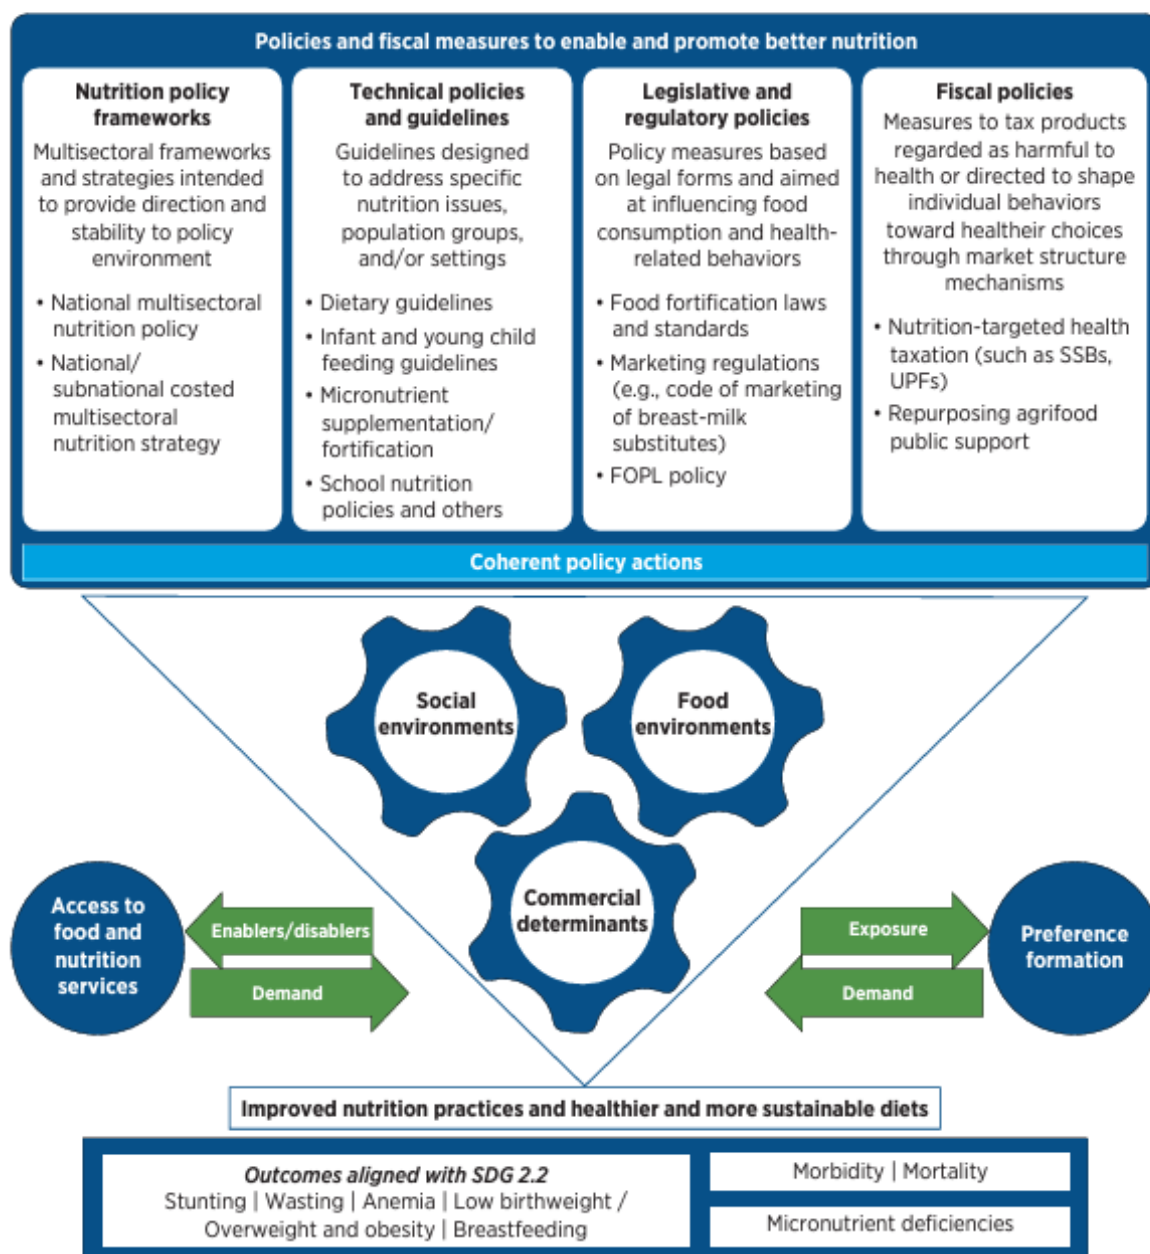 Policies and fiscal measures to enable and promote better nutrition
Nutrition policy
frameworks
Multisectoral frameworks
and strategies intended
to provide direction and
stability to policy
environment
• National multisectoral
nutrition policy
• National/
subnational costed
multisectoral
nutrition strategy
Technical policies
and guidelines
Guidelines designed
to address specific
nutrition issues,
population groups,
and/or settings
• Dietary guidelines
• Infant and young child
feeding guidelines
• Micronutrient
supplementation/
fortification
• School nutrition
policies and others
Legislative and
regulatory policies
Policy measures based
on legal forms and aimed
at influencing food
consumption and health-
related behaviors
• Food fortification laws
and standards
• Marketing regulations
(e.g., code of marketing
of breast-milk
substitutes)
• FOPL policy
Fiscal policies
Measures to tax products
regarded as harmful to
health or directed to shape
individual behaviors
toward healtheir choices
through market structure
mechanisms
• Nutrition-targeted health
taxation (such as SSBs,
UPFs)
• Repurposing agrifood
public support
Coherent policy actions
Social
environments
Food
environments
Commercial
determinants
Access to
food and
nutrition
services
Enablers/disablers
Demand
Exposure
Demand
Preference
formation
Improved nutrition practices and healthier and more sustainable diets
Outcomes aligned with SDG 2.2
Stunting | Wasting | Anemia | Low birthweight /
Overweight and obesity | Breastfeeding
Morbidity | Mortality
Micronutrient deficiencies